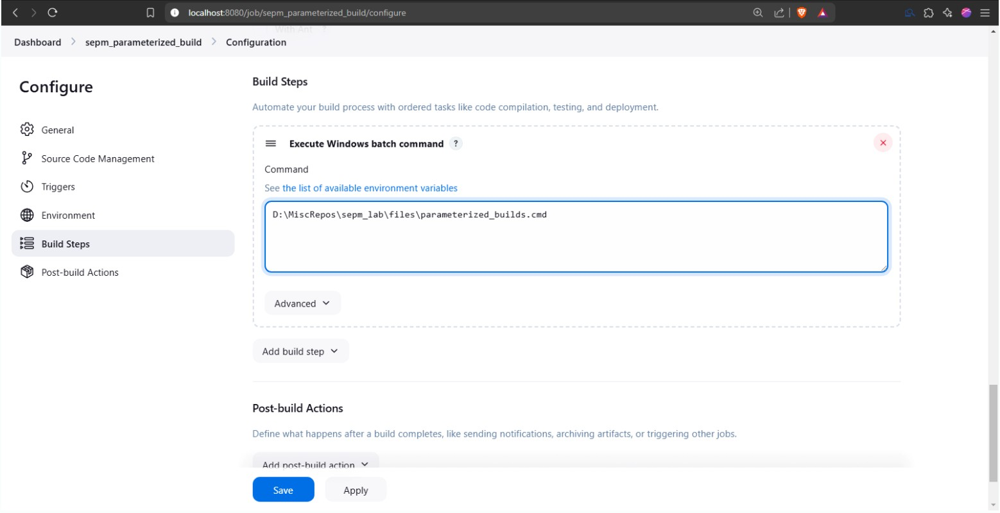 localhost:8080/job/sepm_parameterized_build/configure
With Ant ?
Dashboard > sepm_parameterized_build > Configuration
Configure
General
Source Code Management
Triggers
Environment
Build Steps
Post-build Actions
Build Steps
Automate your build process with ordered tasks like code compilation, testing, and deployment.
Execute Windows batch command ?
Command
See the list of available environment variables
D:\MiscRepos\sepm_lab\files\parameterized_builds.cmd
Advanced
Add build step
Post-build Actions
Define what happens after a build completes, like sending notifications, archiving artifacts, or triggering other jobs.
Add post-build action
Save
Apply